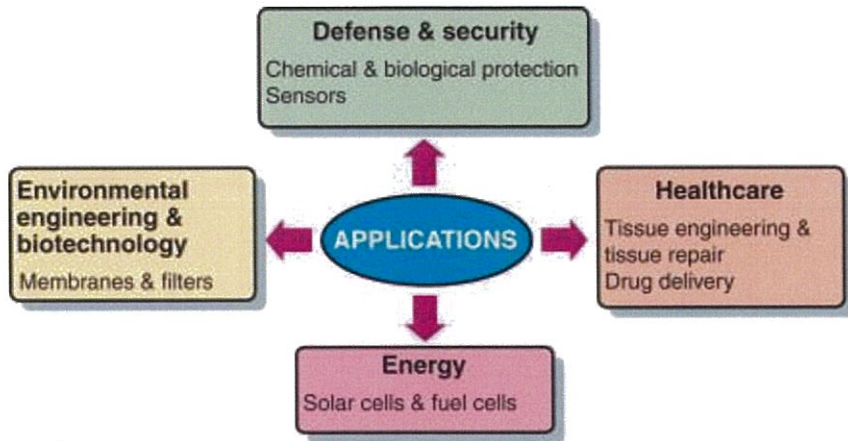 Defense & security
Chemical & biological protection
Sensors
Environmental
engineering &
biotechnology
Membranes & filters
APPLICATIONS
Healthcare
Tissue engineering &
tissue repair
Drug delivery
Energy
Solar cells & fuel cells